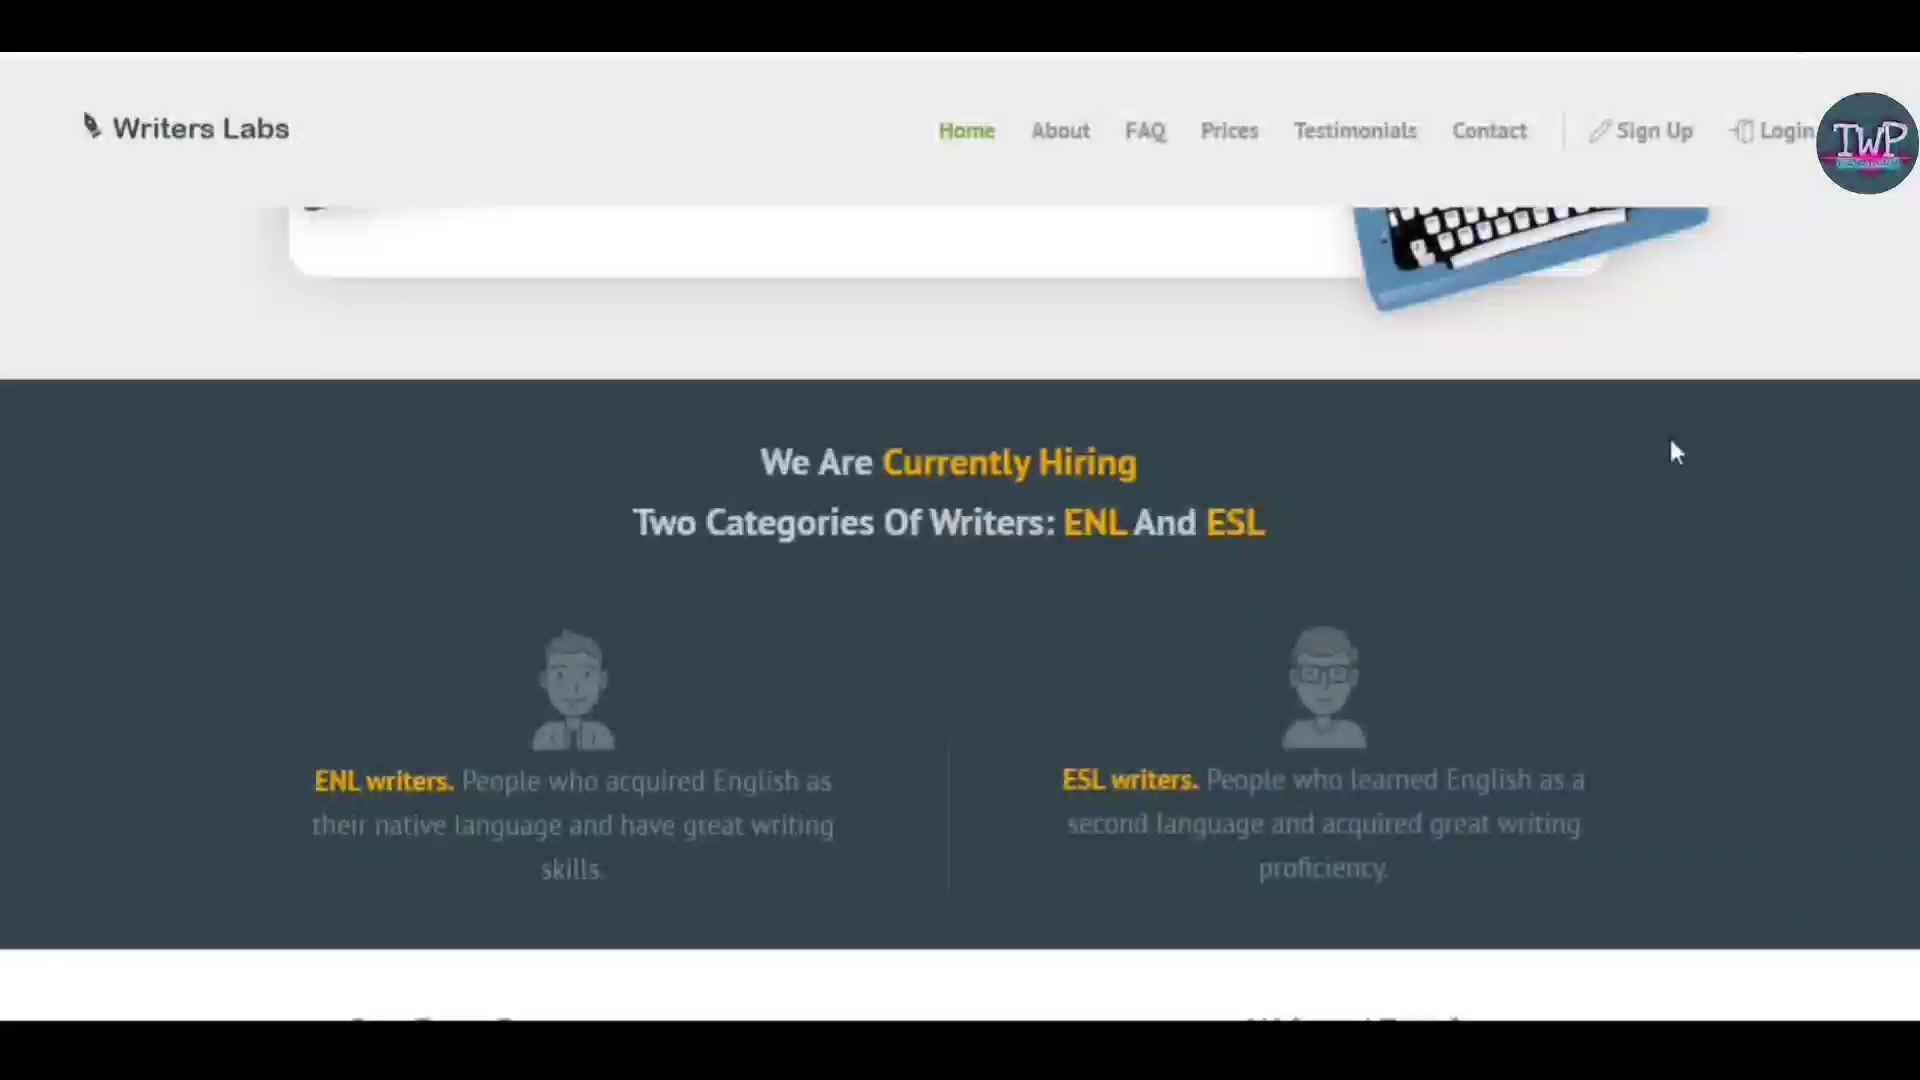 Writers Labs
Home About FAQ Prices Testimonials Contact Sign Up Login
TWP
We Are Currently Hiring
Two Categories Of Writers: ENL And ESL
ENL writers. People who acquired English as
their native language and have great writing
skills.
ESL writers. People who learned English as a
second language and acquired great writing
proficiency.